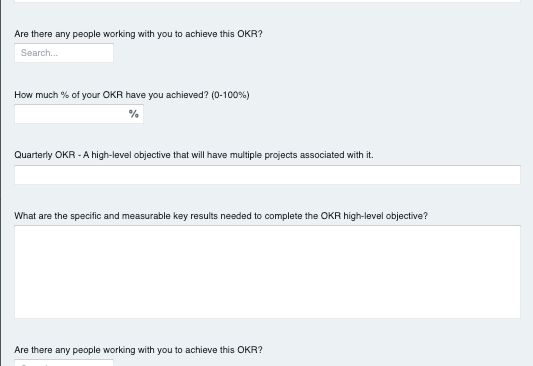 Are there any people working with you to achieve this OKR?
Search...
How much % of your OKR have you achieved? (0-100%)
%
Quarterly OKR - A high-level objective that will have multiple projects associated with it.
What are the specific and measurable key results needed to complete the OKR high-level objective?
Are there any people working with you to achieve this OKR?